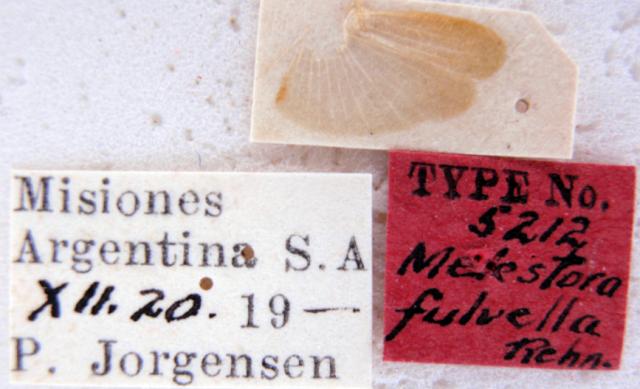 Misiones
Argentina S.A
XII. 20. 19—
P. Jorgensen
TYPE No.
5212
Melestora
fulvella
Rehn.